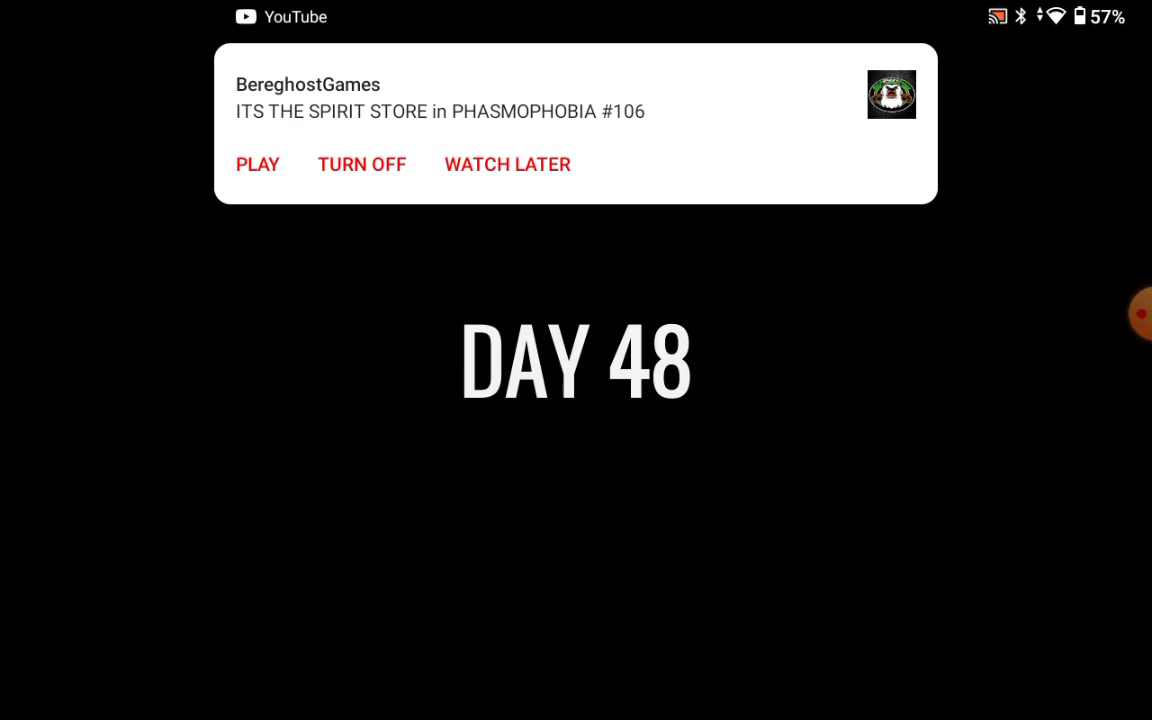 YouTube
57%
BereghostGames
ITS THE SPIRIT STORE in PHASMOPHOBIA #106
PLAY TURN OFF WATCH LATER
DAY 48